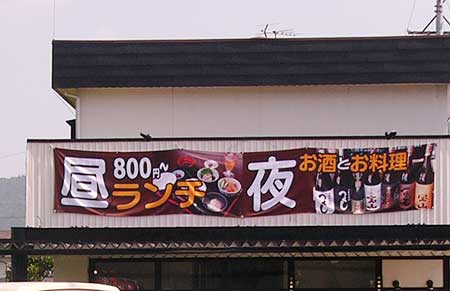 昼
800円〜
ランチ
夜
お酒とお料理